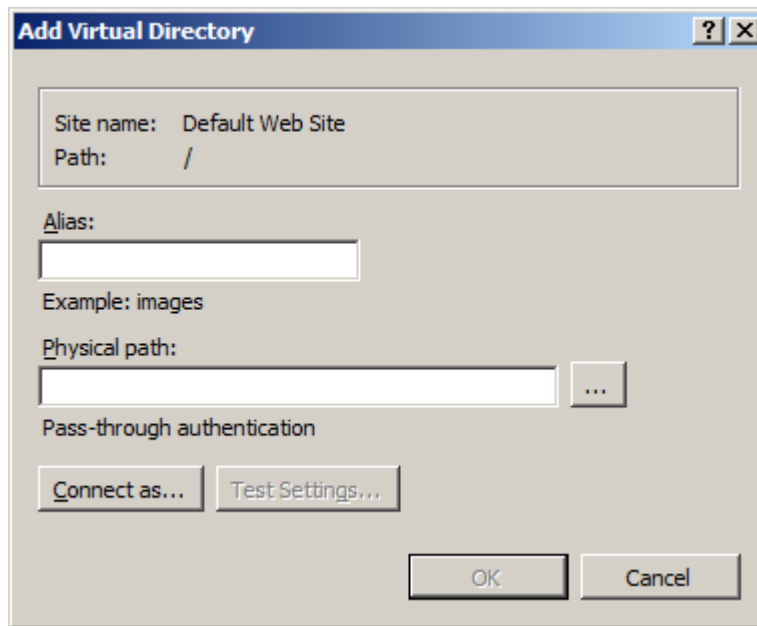 Add Virtual Directory
Site name: Default Web Site
Path: /
Alias:
Example: images
Physical path:
...
Pass-through authentication
Connect as... Test Settings...
OK Cancel